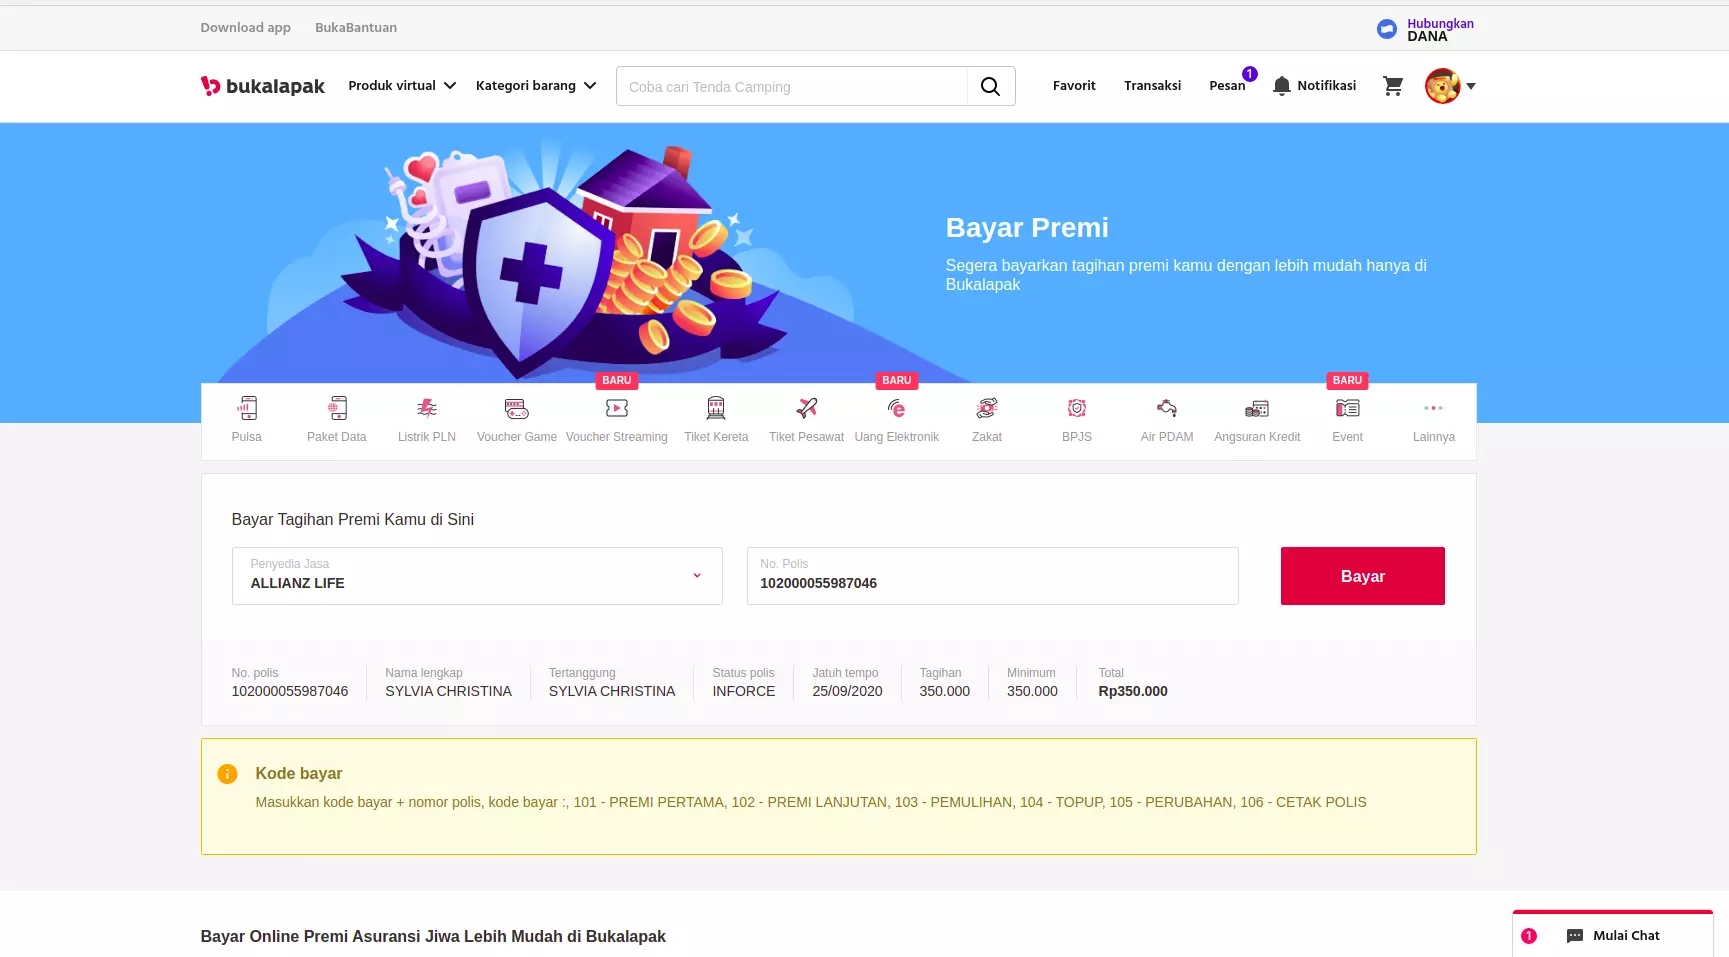 Download app BukaBantuan Hubungkan
DANA
bukalapak Produk virtual Kategori barang Coba cari Tenda Camping Favorit Transaksi Pesan 1 Notifikasi
Bayar Premi
Segera bayarkan tagihan premi kamu dengan lebih mudah hanya di
Bukalapak
BARU BARU BARU
Pulsa Paket Data Listrik PLN Voucher Game Voucher Streaming Tiket Kereta Tiket Pesawat Uang Elektronik Zakat BPJS Air PDAM Angsuran Kredit Event Lainnya
Bayar Tagihan Premi Kamu di Sini
Penyedia Jasa No. Polis
ALLIANZ LIFE 102000055987046 Bayar
No. polis Nama lengkap Tertanggung Status polis Jatuh tempo Tagihan Minimum Total
102000055987046 SYLVIA CHRISTINA SYLVIA CHRISTINA INFORCE 25/09/2020 350.000 350.000 Rp350.000
Kode bayar
Masukkan kode bayar + nomor polis, kode bayar :, 101 - PREMI PERTAMA, 102 - PREMI LANJUTAN, 103 - PEMULIHAN, 104 - TOPUP, 105 - PERUBAHAN, 106 - CETAK POLIS
Bayar Online Premi Asuransi Jiwa Lebih Mudah di Bukalapak
1 Mulai Chat